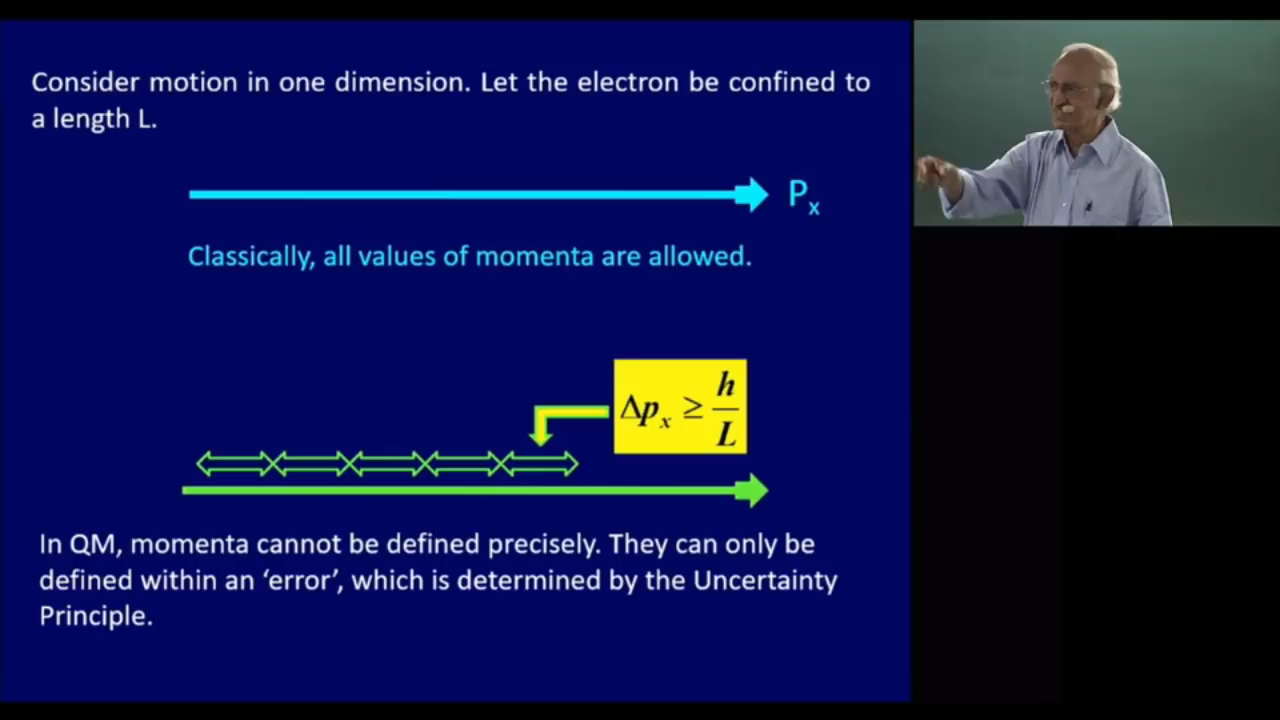 Consider motion in one dimension. Let the electron be confined to
a length L.
Pₓ
Classically, all values of momenta are allowed.
Δpₓ ≥ h/L
In QM, momenta cannot be defined precisely. They can only be
defined within an ‘error’, which is determined by the Uncertainty
Principle.